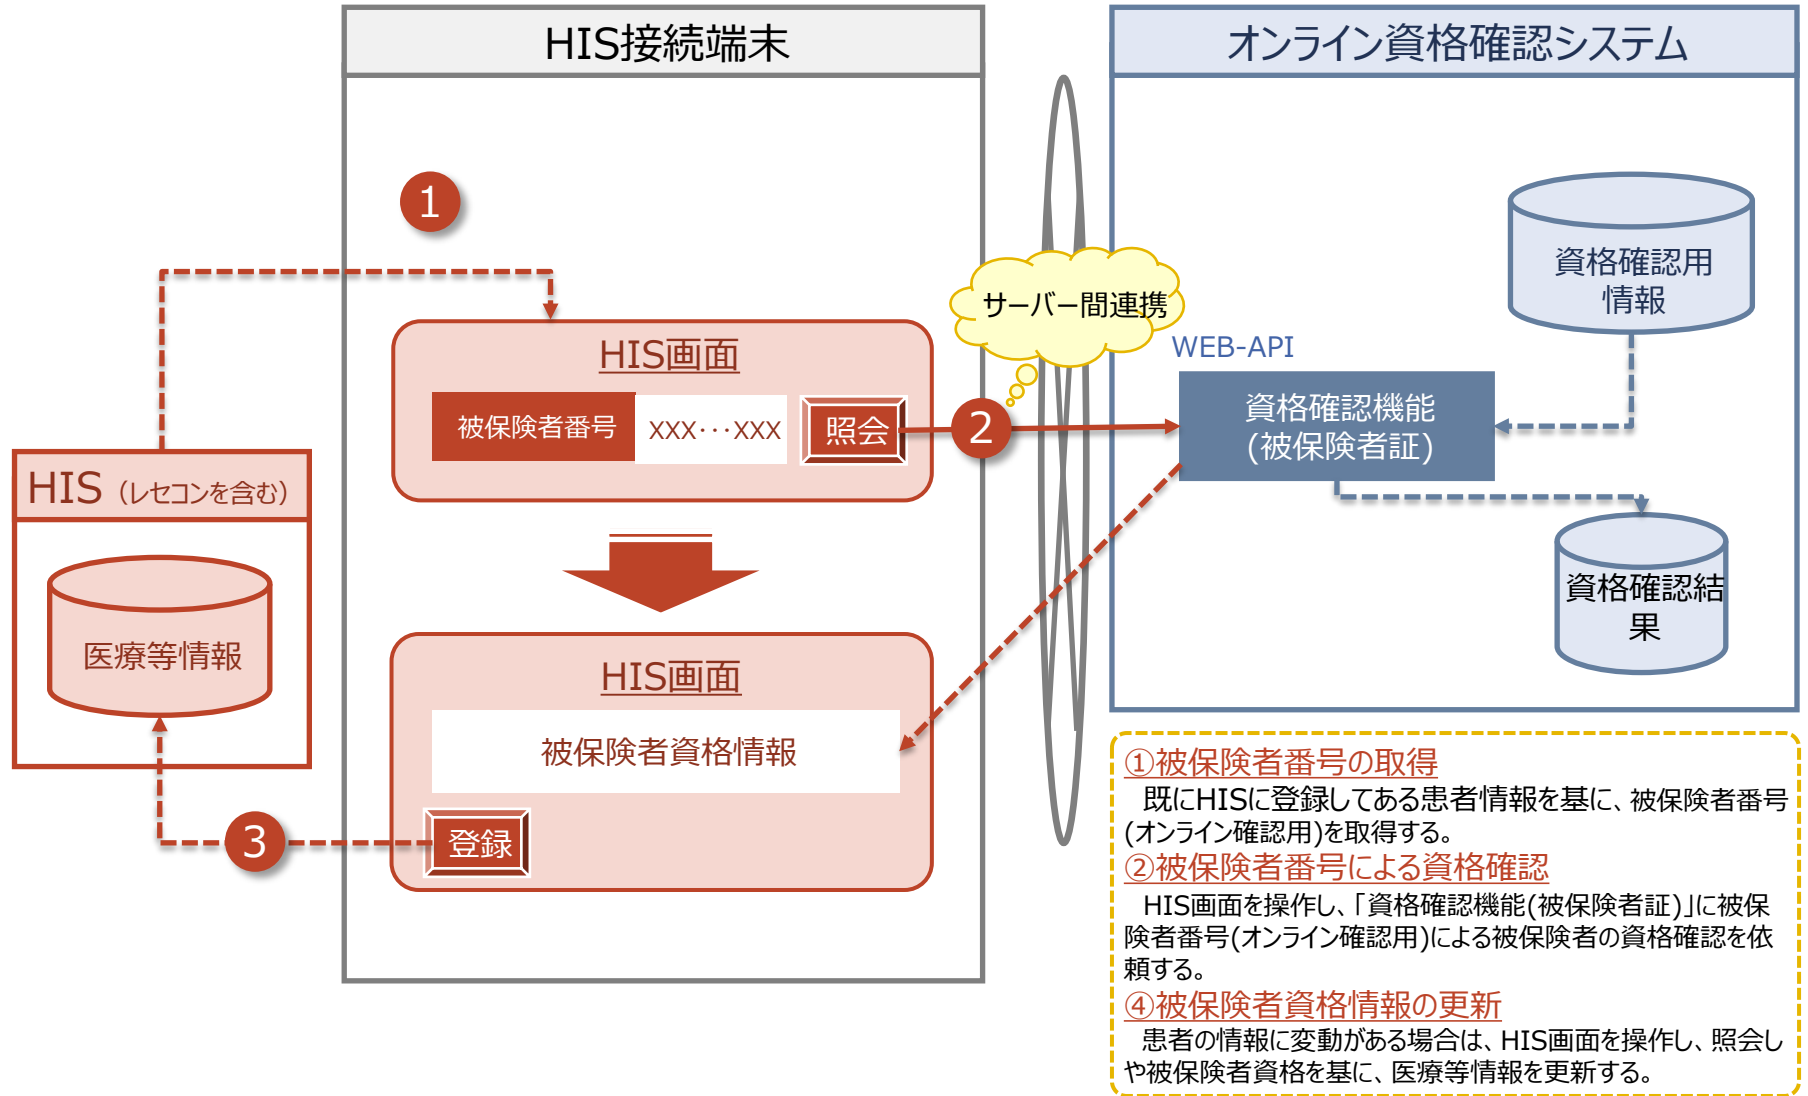 HIS接続端末
オンライン資格確認システム
1
資格確認用
情報
サーバー間連携
WEB-API
HIS画面
被保険者番号
XXX･･･XXX
照会
2
資格確認機能
(被保険者証)
HIS（レセコンを含む）
医療等情報
資格確認結
果
HIS画面
被保険者資格情報
登録
3
①被保険者番号の取得
既にHISに登録してある患者情報を基に、被保険者番号
(オンライン確認用)を取得する。
②被保険者番号による資格確認
HIS画面を操作し、「資格確認機能(被保険者証)」に被保
険者番号(オンライン確認用)による被保険者の資格確認を依
頼する。
④被保険者資格情報の更新
患者の情報に変動がある場合は、HIS画面を操作し、照会し
や被保険者資格を基に、医療等情報を更新する。